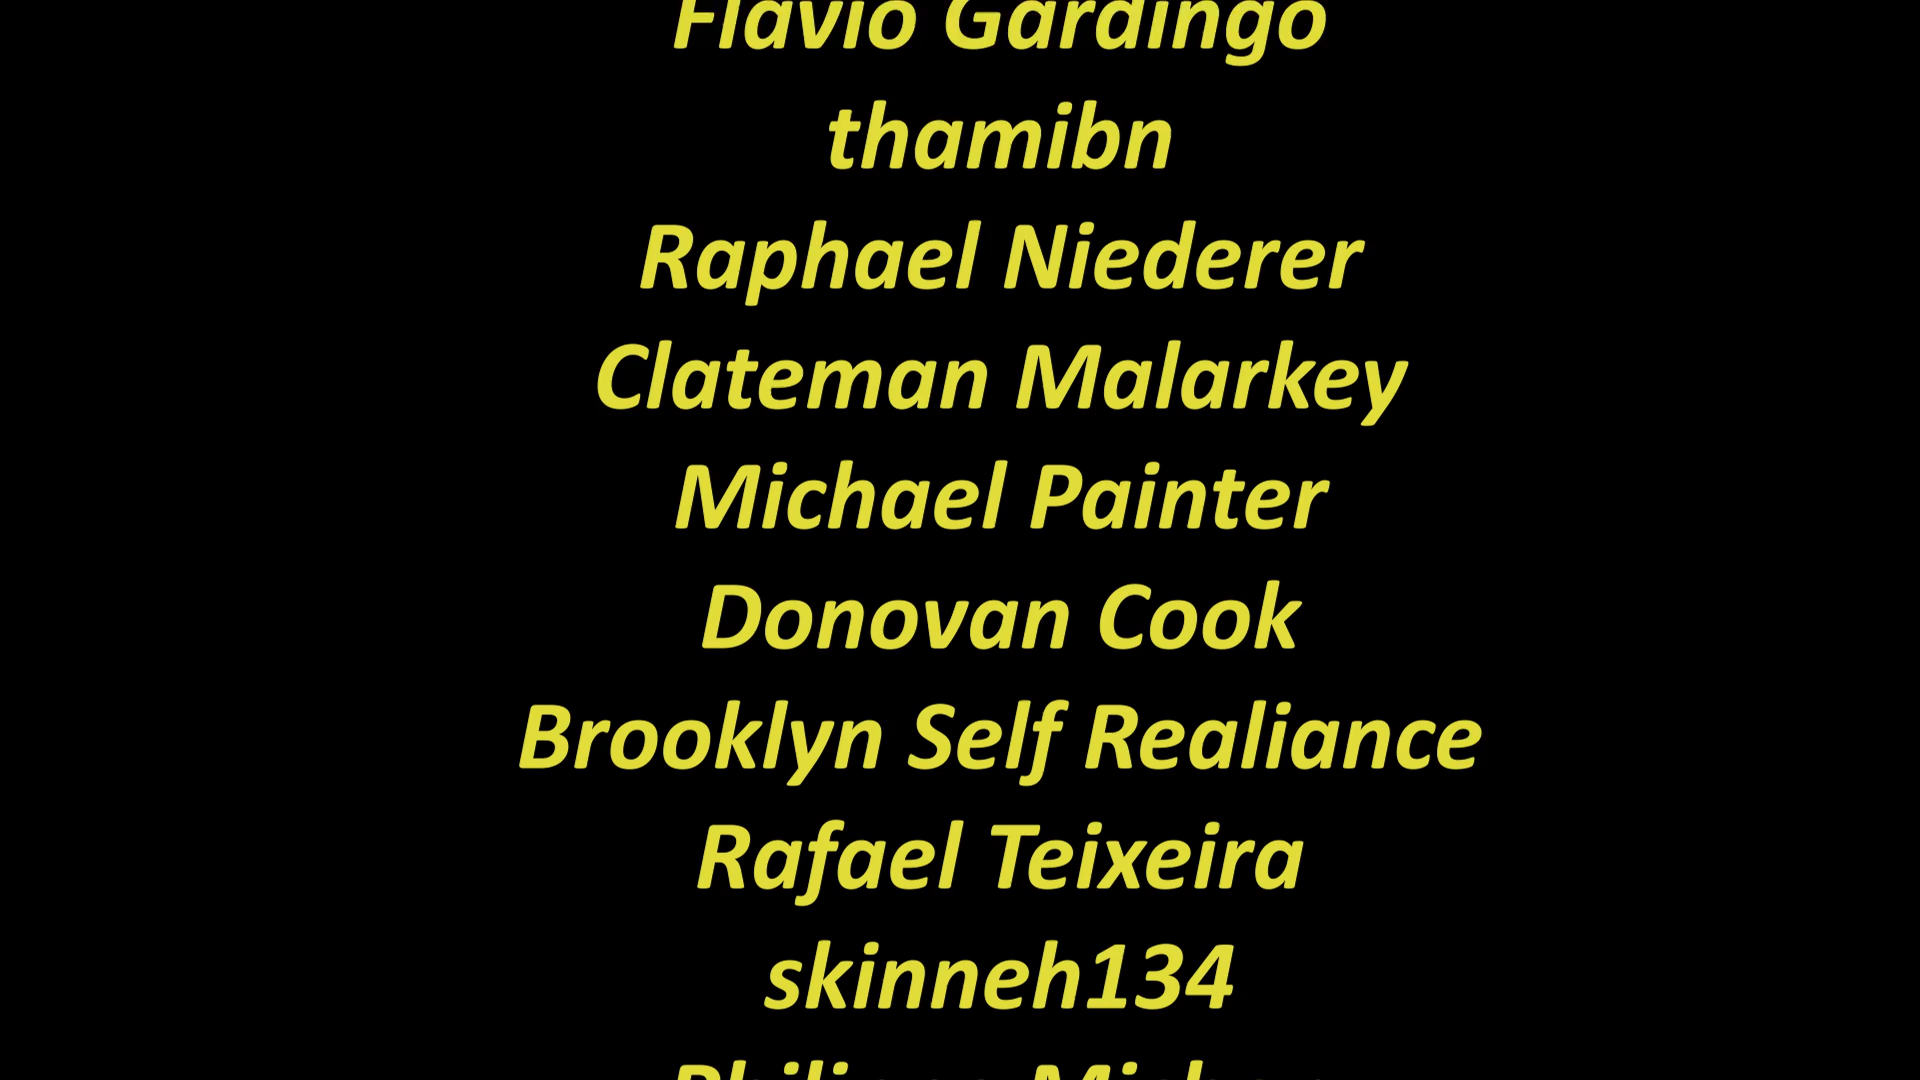 Flavio Gardingo
thamibn
Raphael Niederer
Clateman Malarkey
Michael Painter
Donovan Cook
Brooklyn Self Realiance
Rafael Teixeira
skinneh134